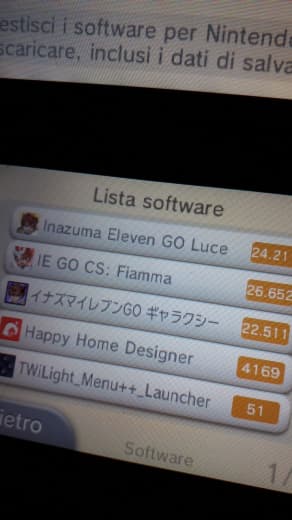 estisci i software per Nintend
scaricare, inclusi i dati di salva
Lista software
Inazuma Eleven GO Luce 24.21
IE GO CS: Fiamma 26.652
イナズマイレブンGO ギャラクシー 22.511
Happy Home Designer 4169
TWiLight_Menu++_Launcher 51
ietro
Software
1/